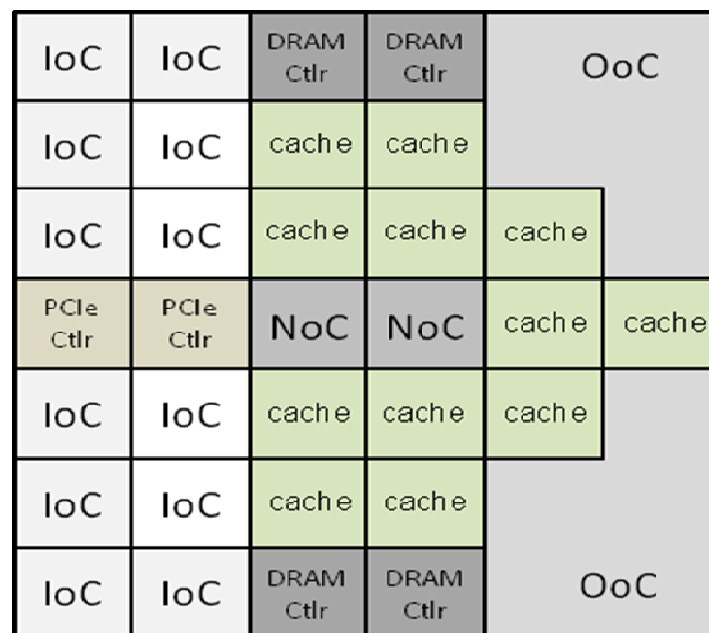 IoC IoC DRAM Ctlr DRAM Ctlr OoC
IoC IoC cache cache
IoC IoC cache cache cache
PCIe Ctlr PCIe Ctlr NoC NoC cache cache
IoC IoC cache cache cache
IoC IoC cache cache
IoC IoC DRAM Ctlr DRAM Ctlr OoC